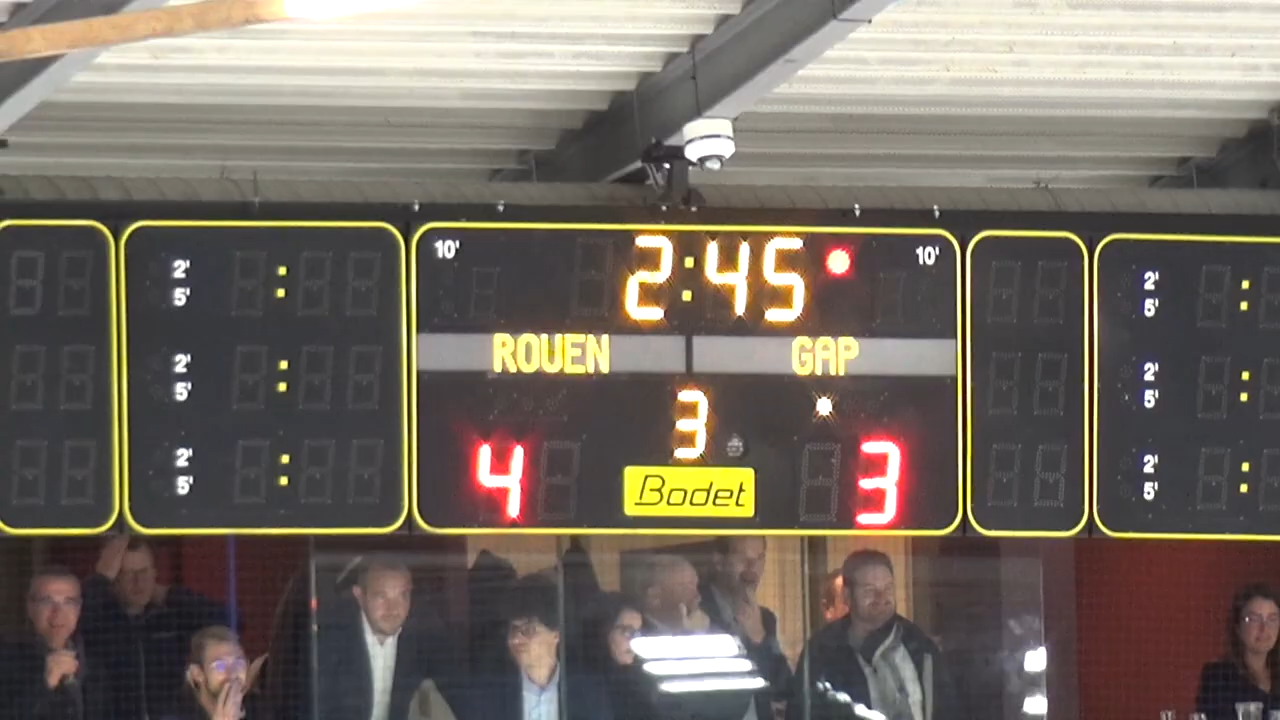 10' 2:45 10'
2' : 2' :
5' 5'
ROUEN GAP
2' : 3 2' :
5' 5'
4 3
2' : Bodet 2' :
5' 5'